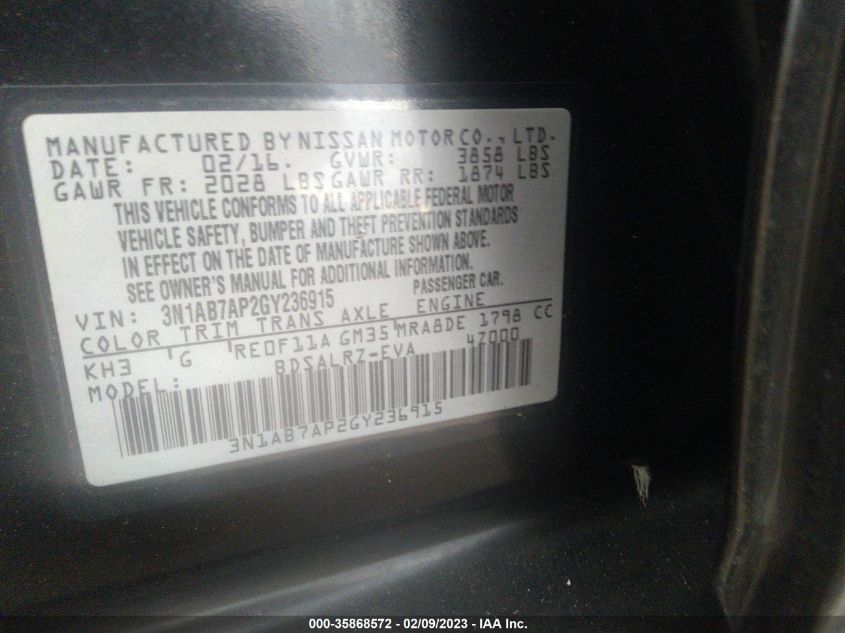 MANUFACTURED BY NISSAN MOTOR CO., LTD.
DATE: 02/16. GVWR: 3858 LBS
GAWR FR: 2028 LBS GAWR RR: 1874 LBS
THIS VEHICLE CONFORMS TO ALL APPLICABLE FEDERAL MOTOR
VEHICLE SAFETY, BUMPER AND THEFT PREVENTION STANDARDS
IN EFFECT ON THE DATE OF MANUFACTURE SHOWN ABOVE.
SEE OWNER'S MANUAL FOR ADDITIONAL INFORMATION.
VIN: 3N1AB7AP2GY236915 PASSENGER CAR.
COLOR TRIM TRANS AXLE ENGINE
KH3 G RE0F11A GM35 MRA8DE 1798 CC
MODEL: BDSALRZ-EVA 4Z000
3N1AB7AP2GY236915
000-35868572 - 02/09/2023 - IAA Inc.